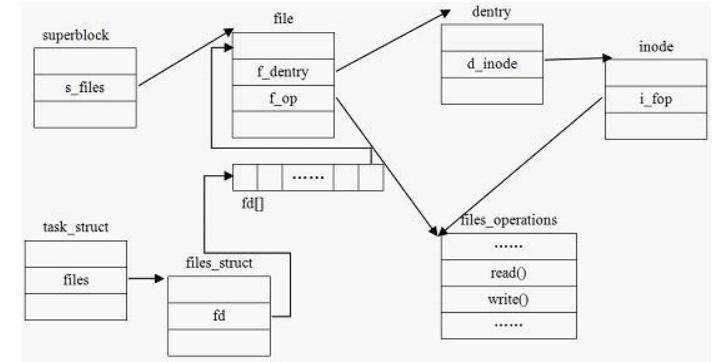 superblock
s_files
file
f_dentry
f_op
dentry
d_inode
inode
i_fop
......
fd[]
task_struct
files
files_struct
fd
files_operations
......
read()
write()
......